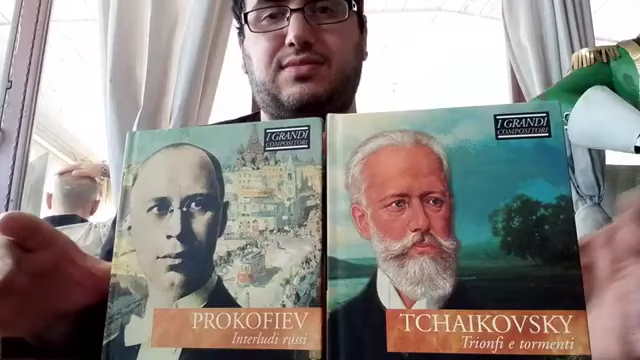 I GRANDI
COMPOSITORI
PROKOFIEV
Interludi russi
I GRANDI
COMPOSITORI
TCHAIKOVSKY
Trionfi e tormenti